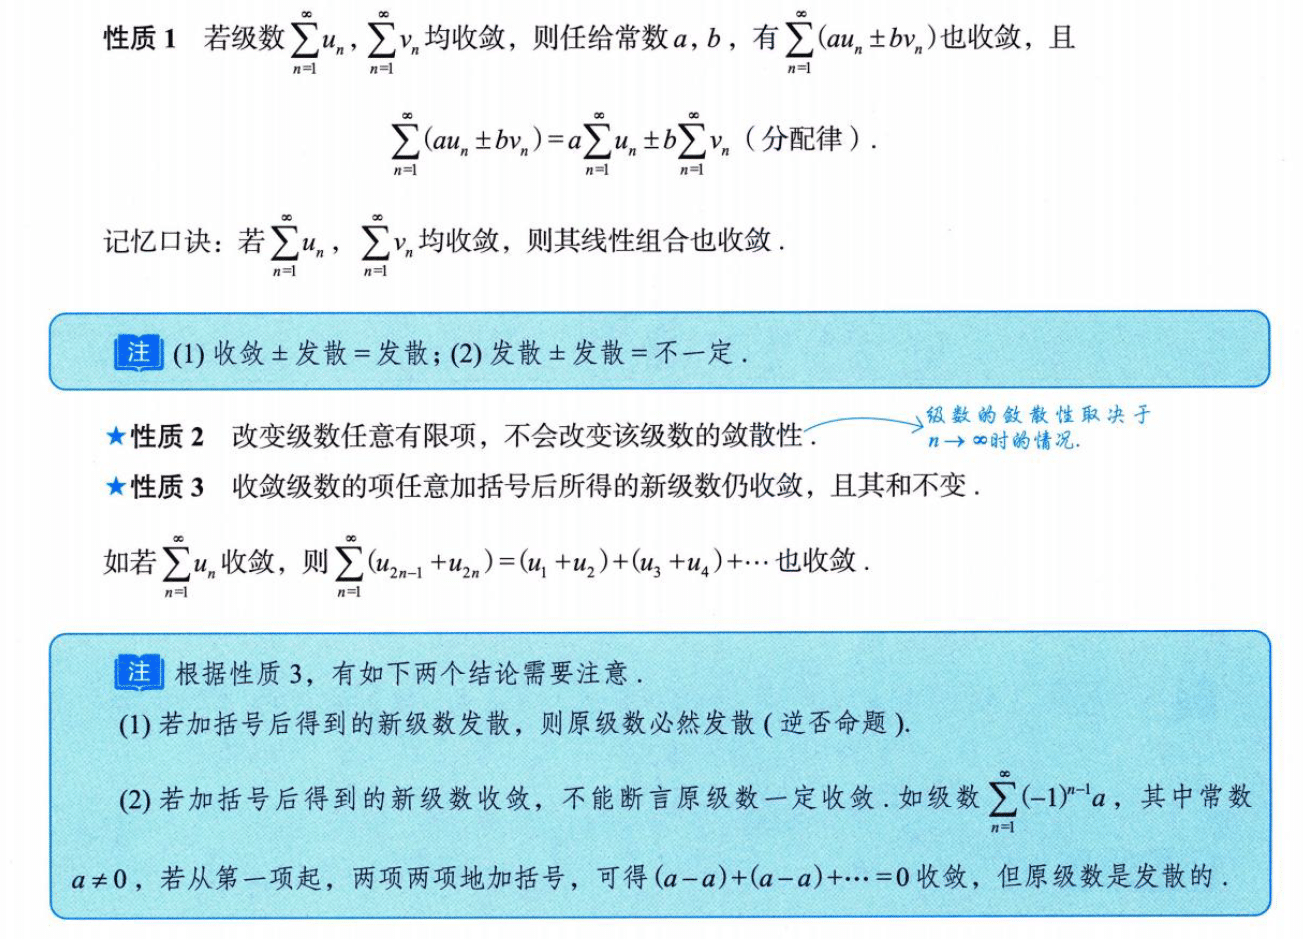 性质 1 若级数 $\sum_{n=1}^{\infty}u_n$, $\sum_{n=1}^{\infty}v_n$ 均收敛，则任给常数 a, b，有 $\sum_{n=1}^{\infty}(au_n \pm bv_n)$ 也收敛，且
$\sum_{n=1}^{\infty}(au_n \pm bv_n)=a\sum_{n=1}^{\infty}u_n \pm b\sum_{n=1}^{\infty}v_n$（分配律）.
记忆口诀：若 $\sum_{n=1}^{\infty}u_n$，$\sum_{n=1}^{\infty}v_n$ 均收敛，则其线性组合也收敛.
注 (1) 收敛 ± 发散 = 发散; (2) 发散 ± 发散 = 不一定.
★性质 2 改变级数任意有限项，不会改变该级数的敛散性.
级数的敛散性取决于
n→∞时的情况.
★性质 3 收敛级数的项任意加括号后所得的新级数仍收敛，且其和不变.
如若 $\sum_{n=1}^{\infty}u_n$ 收敛，则 $\sum_{n=1}^{\infty}(u_{2n-1}+u_{2n})=(u_1+u_2)+(u_3+u_4)+\cdots$ 也收敛.
注 根据性质 3，有如下两个结论需要注意.
(1) 若加括号后得到的新级数发散，则原级数必然发散 ( 逆否命题 ).
(2) 若加括号后得到的新级数收敛，不能断言原级数一定收敛. 如级数 $\sum_{n=1}^{\infty}(-1)^{n-1}a$，其中常数
a≠0，若从第一项起，两项两项地加括号，可得 (a−a)+(a−a)+⋯=0 收敛，但原级数是发散的.